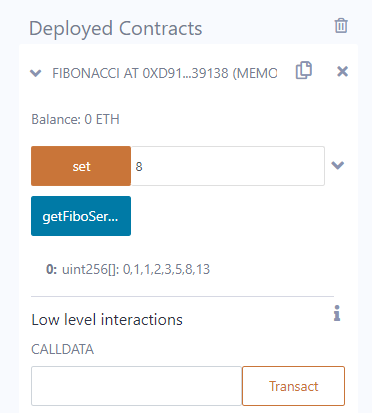 Deployed Contracts
FIBONACCI AT 0XD91...39138 (MEMO
Balance: 0 ETH
set 8
getFiboSer...
0: uint256[]: 0,1,1,2,3,5,8,13
Low level interactions
CALLDATA
Transact